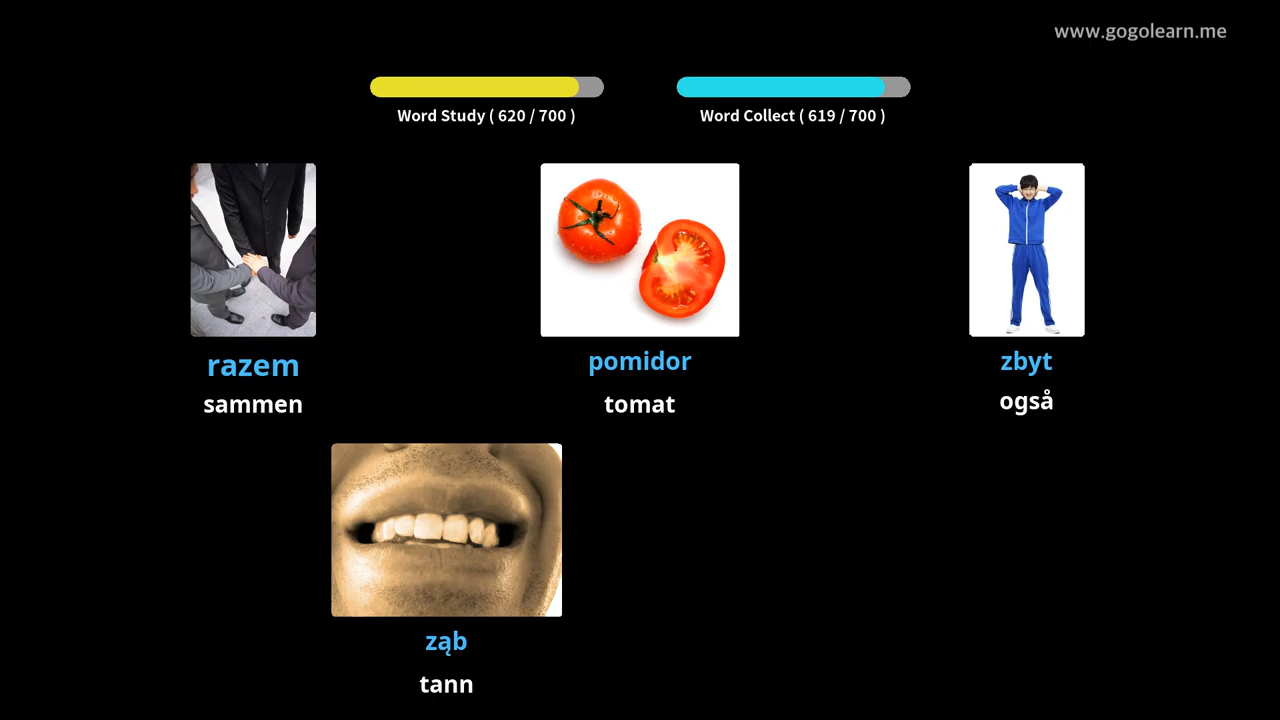 www.gogolearn.me
Word Study ( 620 / 700 )
Word Collect ( 619 / 700 )
razem
sammen
pomidor
tomat
zbyt
også
ząb
tann